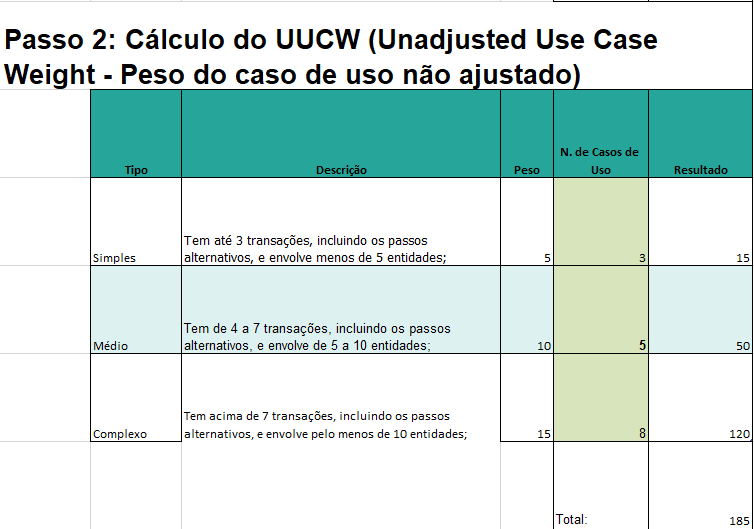 Passo 2: Cálculo do UUCW (Unadjusted Use Case
Weight - Peso do caso de uso não ajustado)
Tipo Descrição Peso N. de Casos de Uso Resultado
Simples Tem até 3 transações, incluindo os passos
alternativos, e envolve menos de 5 entidades; 5 3 15
Médio Tem de 4 a 7 transações, incluindo os passos
alternativos, e envolve de 5 a 10 entidades; 10 5 50
Complexo Tem acima de 7 transações, incluindo os passos
alternativos, e envolve pelo menos de 10 entidades; 15 8 120
Total: 185